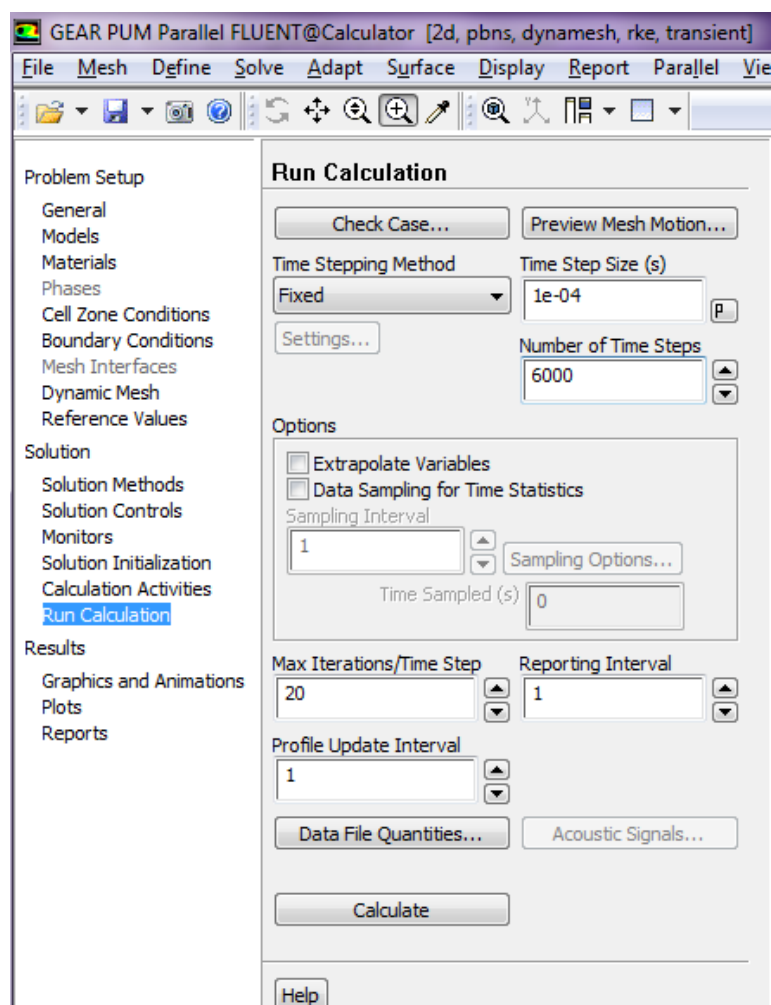 GEAR PUM Parallel FLUENT@Calculator [2d, pbns, dynamesh, rke, transient]
File Mesh Define Solve Adapt Surface Display Report Parallel Vie
Problem Setup
General
Models
Materials
Phases
Cell Zone Conditions
Boundary Conditions
Mesh Interfaces
Dynamic Mesh
Reference Values
Solution
Solution Methods
Solution Controls
Monitors
Solution Initialization
Calculation Activities
Run Calculation
Results
Graphics and Animations
Plots
Reports
Run Calculation
Check Case... Preview Mesh Motion...
Time Stepping Method Time Step Size (s)
Fixed 1e-04 P
Settings... Number of Time Steps
6000
Options
Extrapolate Variables
Data Sampling for Time Statistics
Sampling Interval
1 Sampling Options...
Time Sampled (s) 0
Max Iterations/Time Step Reporting Interval
20 1
Profile Update Interval
1
Data File Quantities... Acoustic Signals...
Calculate
Help